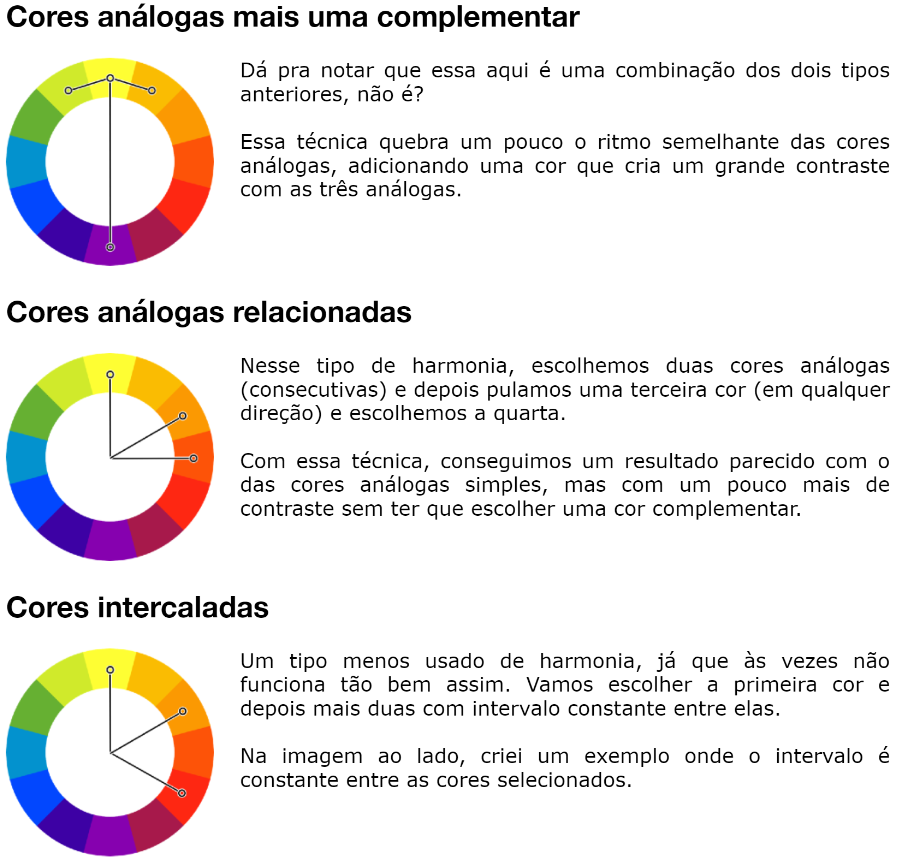 Cores análogas mais uma complementar
Dá pra notar que essa aqui é uma combinação dos dois tipos
anteriores, não é?
Essa técnica quebra um pouco o ritmo semelhante das cores
análogas, adicionando uma cor que cria um grande contraste
com as três análogas.
Cores análogas relacionadas
Nesse tipo de harmonia, escolhemos duas cores análogas
(consecutivas) e depois pulamos uma terceira cor (em qualquer
direção) e escolhemos a quarta.
Com essa técnica, conseguimos um resultado parecido com o
das cores análogas simples, mas com um pouco mais de
contraste sem ter que escolher uma cor complementar.
Cores intercaladas
Um tipo menos usado de harmonia, já que às vezes não
funciona tão bem assim. Vamos escolher a primeira cor e
depois mais duas com intervalo constante entre elas.
Na imagem ao lado, criei um exemplo onde o intervalo é
constante entre as cores selecionados.